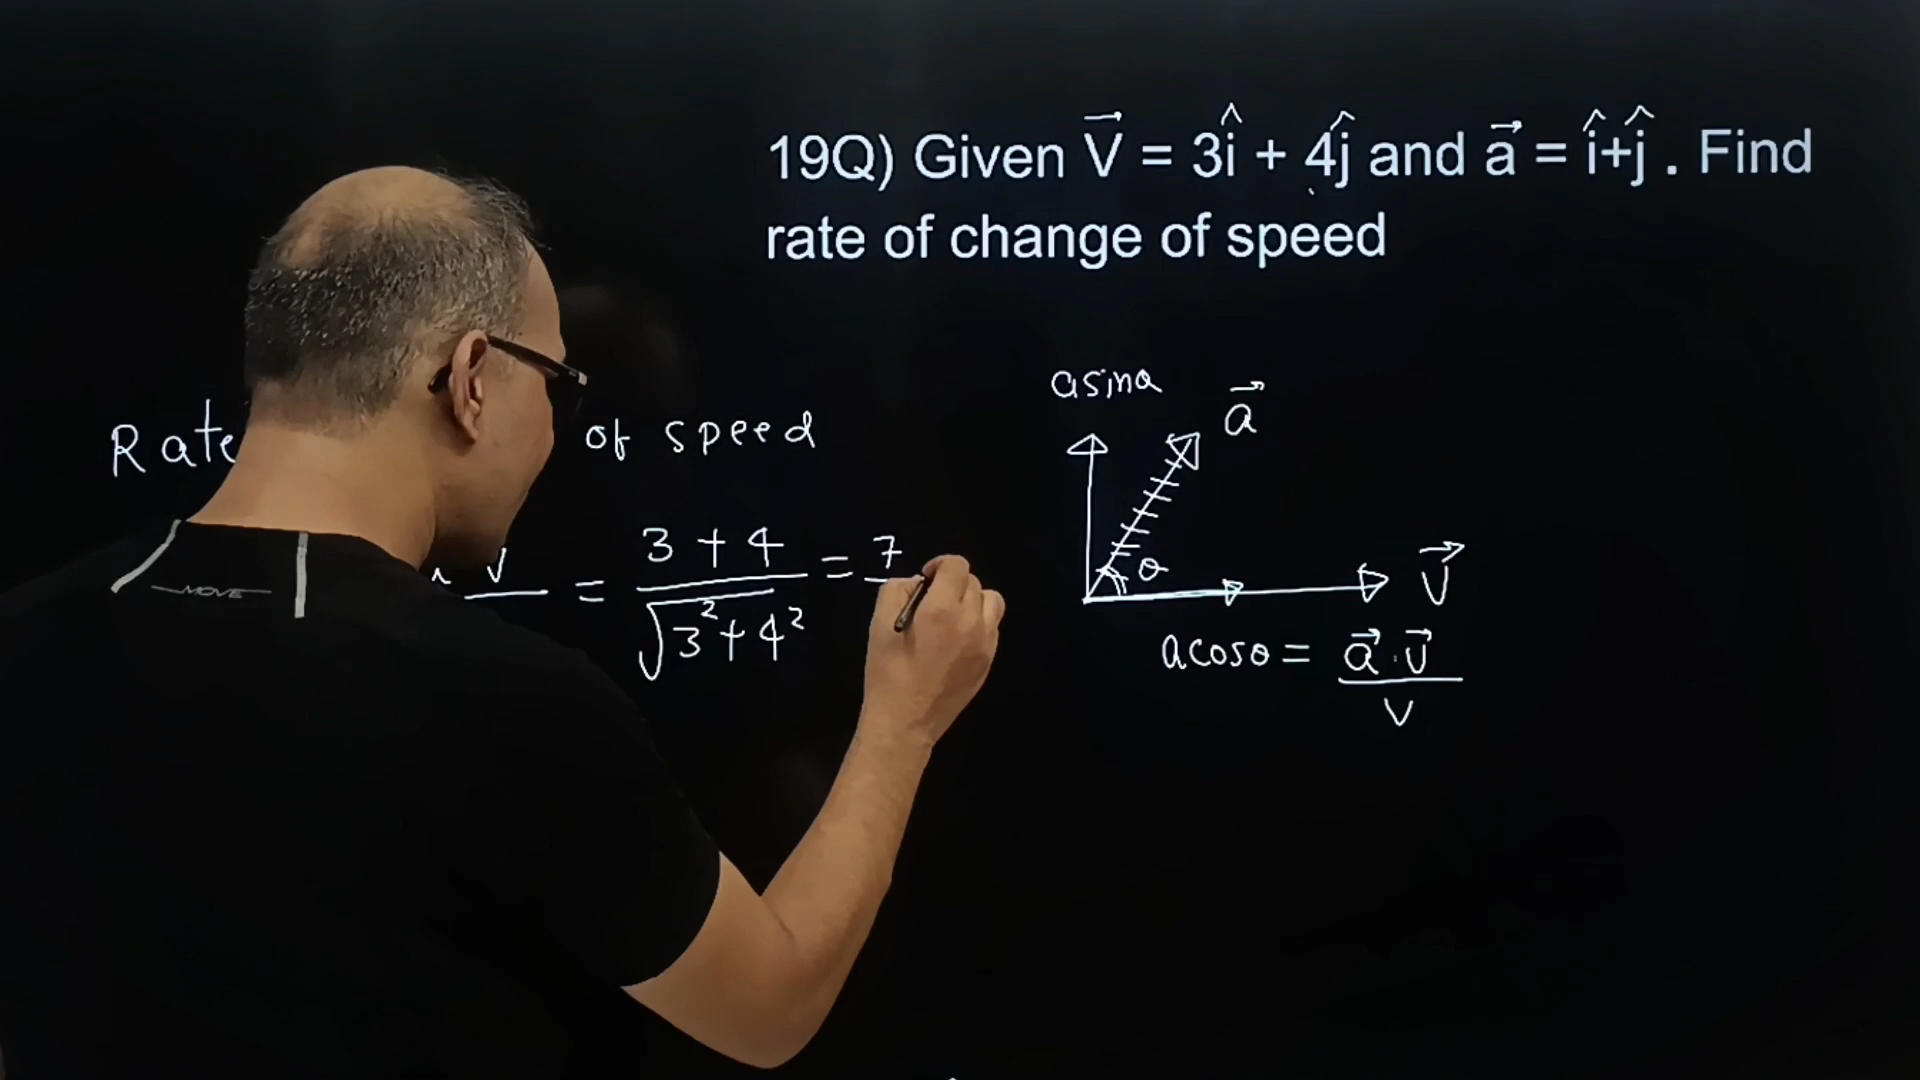 19Q) Given V⃗ = 3î + 4ĵ and a⃗ = î+ĵ . Find
rate of change of speed
asinθ
a⃗
Rate of speed
V
= 3 + 4 / √3² + 4² = 7
θ
V⃗
acosθ = a⃗ . v⃗ / v
MOVE